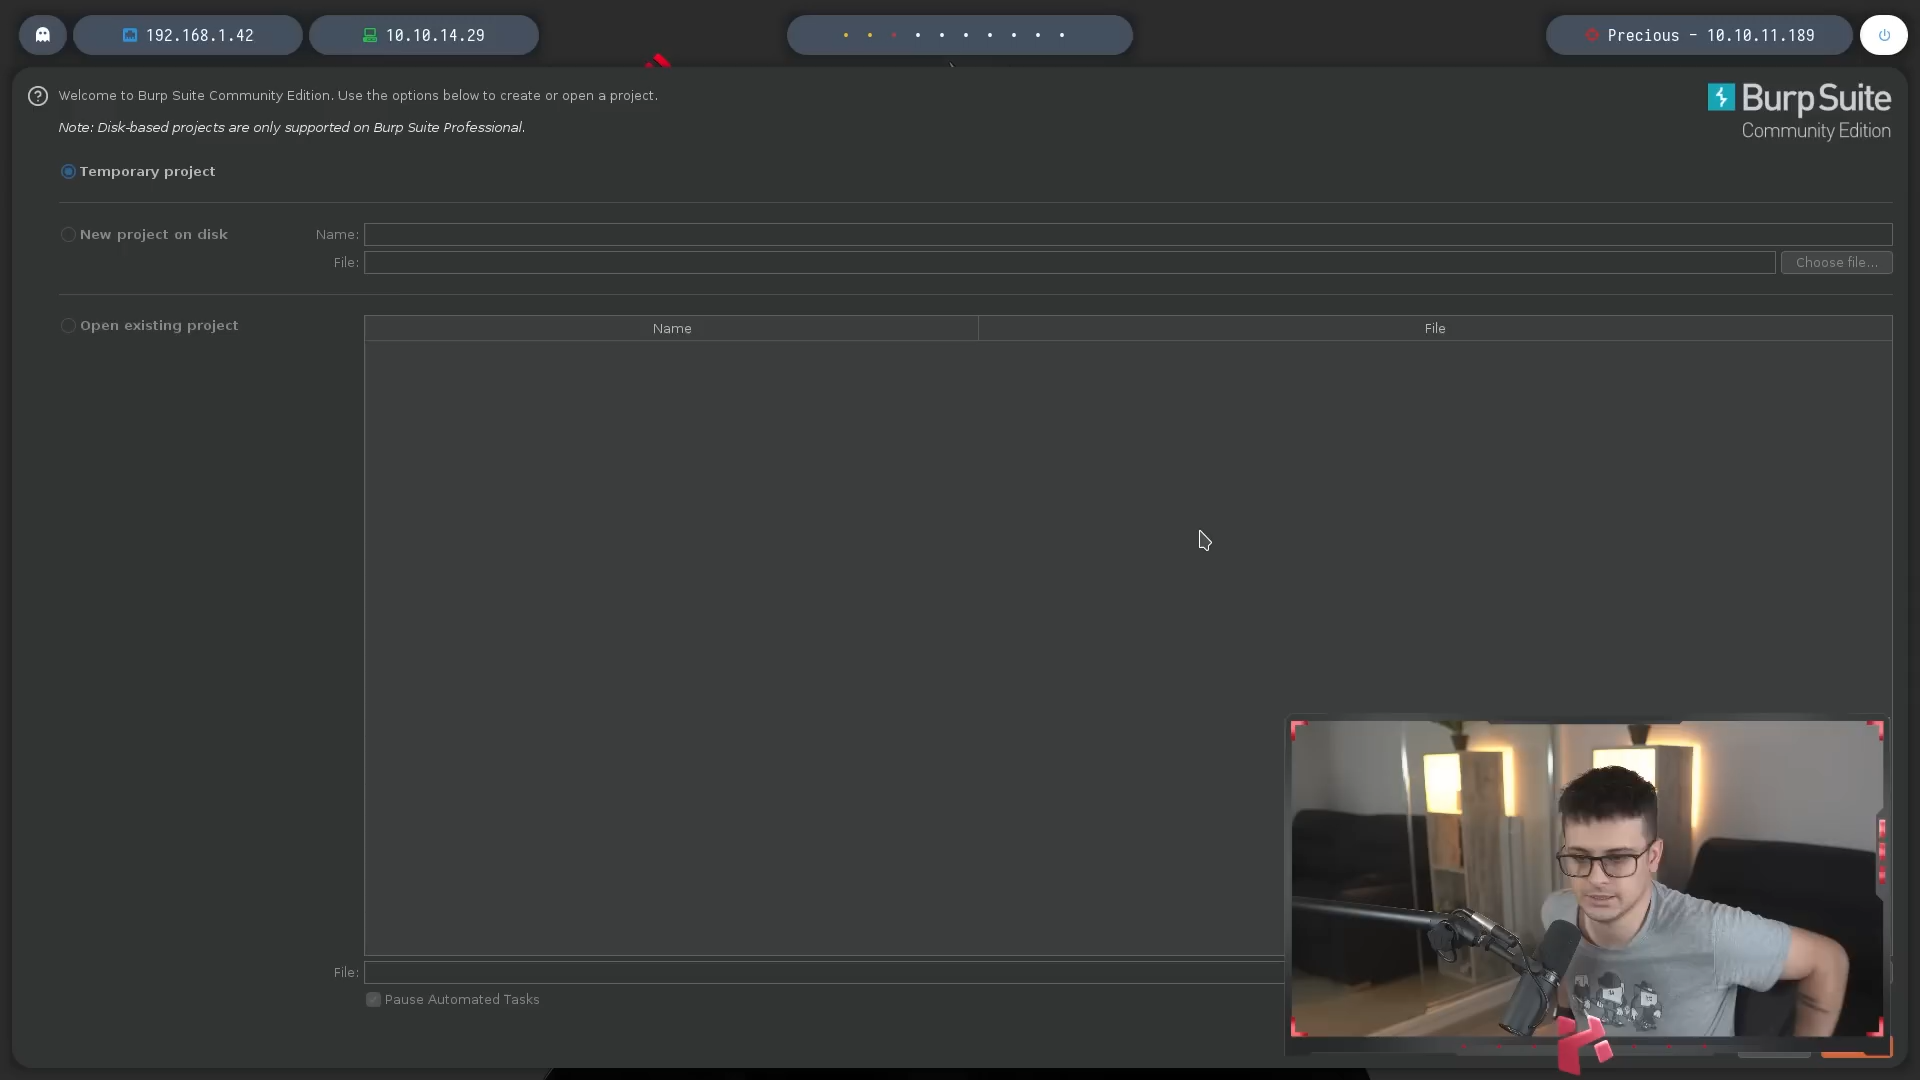 192.168.1.42
10.10.14.29
Precious - 10.10.11.189
Welcome to Burp Suite Community Edition. Use the options below to create or open a project.
Note: Disk-based projects are only supported on Burp Suite Professional.
Burp Suite
Community Edition
Temporary project
New project on disk
Name:
File:
Choose file...
Open existing project
Name
File
File:
Pause Automated Tasks